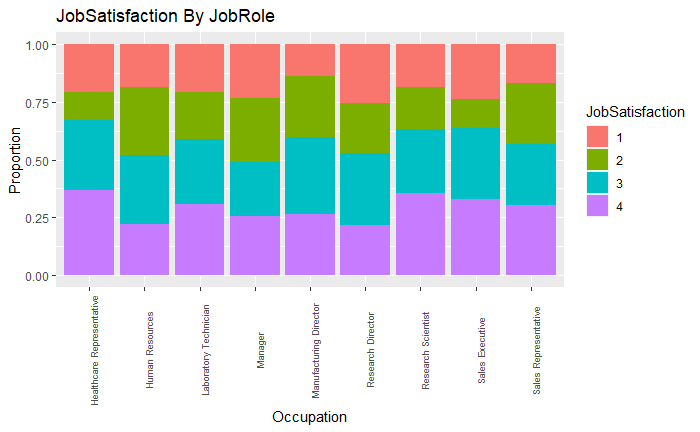 JobSatisfaction By JobRole
1.00
0.75
0.50
0.25
0.00
Proportion
Healthcare Representative
Human Resources
Laboratory Technician
Manager
Manufacturing Director
Research Director
Research Scientist
Sales Executive
Sales Representative
Occupation
JobSatisfaction
1
2
3
4